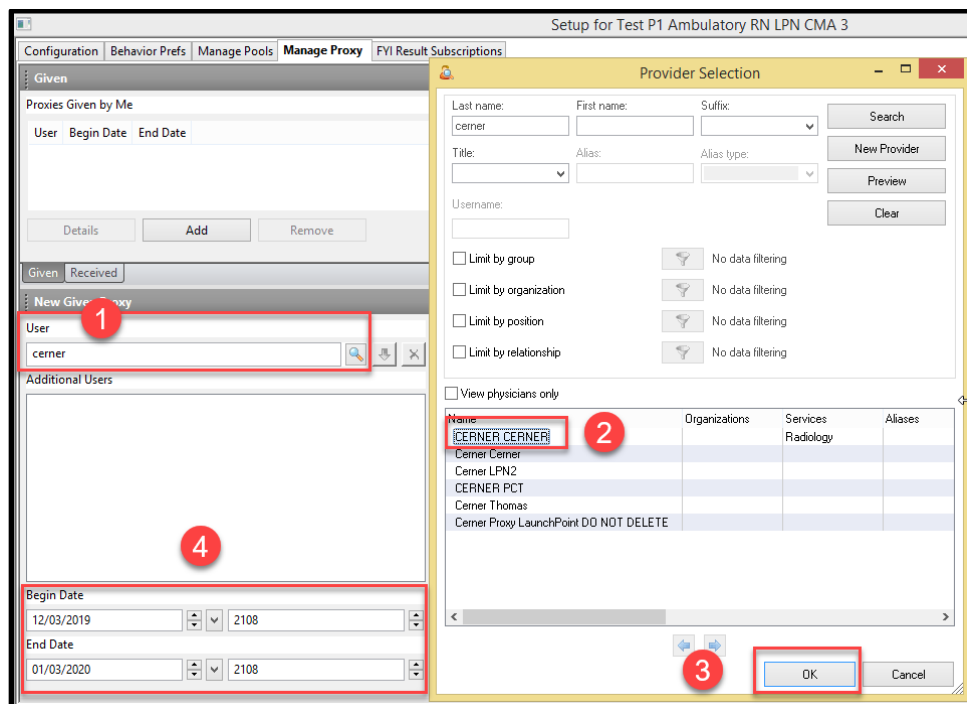 Setup for Test P1 Ambulatory RN LPN CMA 3
Configuration Behavior Prefs Manage Pools Manage Proxy FYI Result Subscriptions
Given
Proxies Given by Me
User Begin Date End Date
Details Add Remove
Given Received
New Given Proxy
1
User
cerner
Additional Users
4
Begin Date
12/03/2019 2108
End Date
01/03/2020 2108
Provider Selection
Last name: First name: Suffix:
cerner
Search
Title: Alias: Alias type:
New Provider
Preview
Username:
Clear
Limit by group No data filtering
Limit by organization No data filtering
Limit by position No data filtering
Limit by relationship No data filtering
View physicians only
Name Organizations Services Aliases
CERNER CERNER Radiology
2
Cerner Cerner
Cerner LPN2
CERNER PCT
Cerner Thomas
Cerner Proxy LaunchPoint DO NOT DELETE
3
OK Cancel